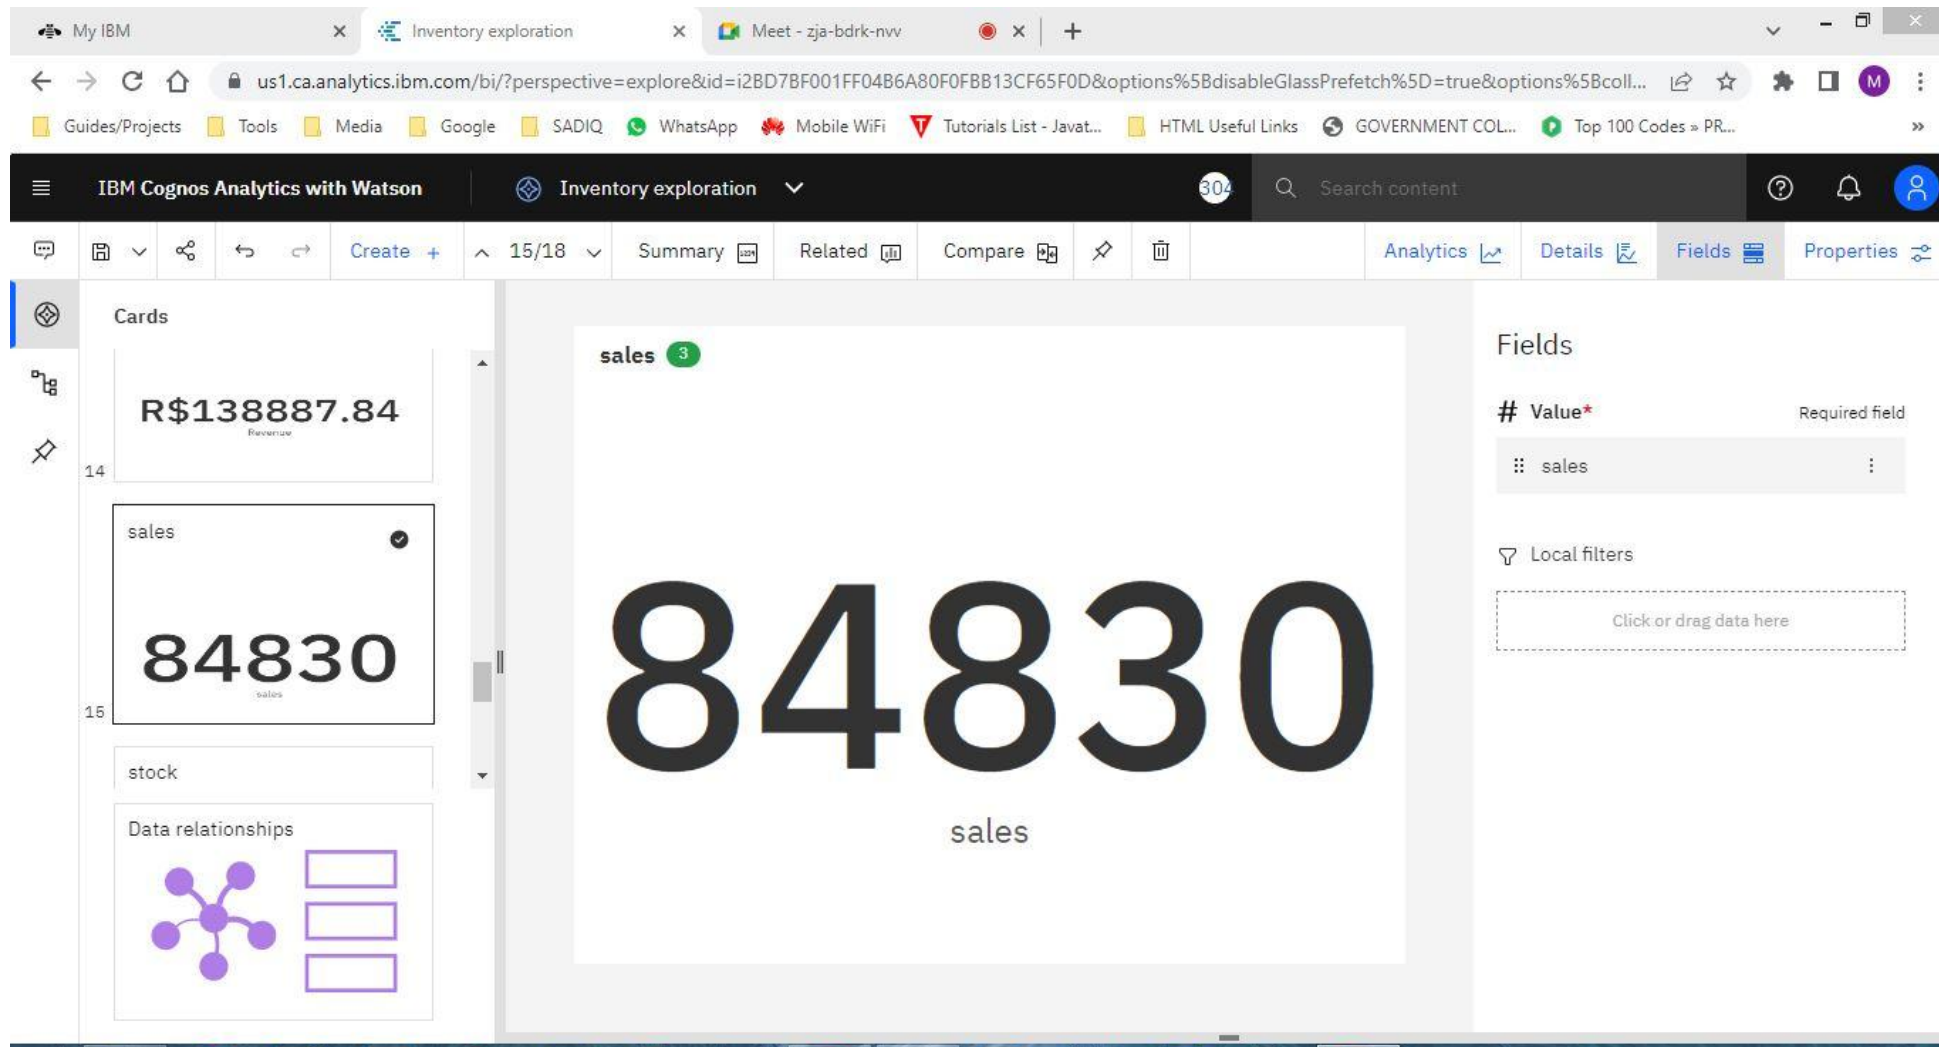 My IBM
Inventory exploration
Meet - zja-bdrk-nvv
us1.ca.analytics.ibm.com/bi/?perspective=explore&id=i2BD7BF001FF04B6A80F0FBB13CF65F0D&options%5BdisableGlassPrefetch%5D=true&options%5Bcoll...
M
Guides/Projects
Tools
Media
Google
SADIQ
WhatsApp
Mobile WiFi
Tutorials List - Javat...
HTML Useful Links
GOVERNMENT COL...
Top 100 Codes » PR...
»
IBM Cognos Analytics with Watson
Inventory exploration
304
Search content
Create +
15/18
Summary
Related
Compare
Analytics
Details
Fields
Properties
Cards
R$138887.84
Revenue
14
sales
84830
sales
15
stock
Data relationships
sales 3
84830
sales
Fields
# Value*
Required field
sales
Local filters
Click or drag data here